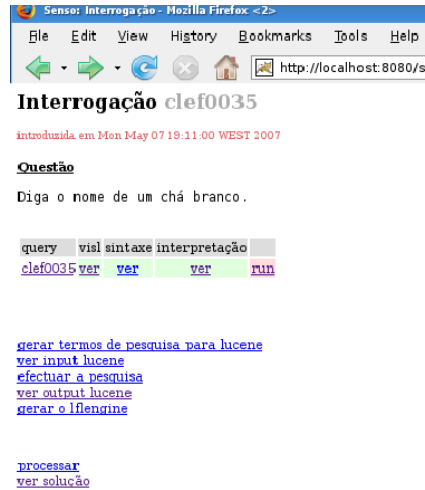 Senso: Interrogação - Mozilla Firefox <2>
File Edit View History Bookmarks Tools Help
http://localhost:8080/s
Interrogação clef0035
introduzida em Mon May 07 19:11:00 WEST 2007
Questão
Diga o nome de um chá branco.
query visl sintaxe interpretação
clef0035 ver ver ver run
gerar termos de pesquisa para lucene
ver input lucene
efectuar a pesquisa
ver output lucene
gerar o lflengine
processar
ver solução